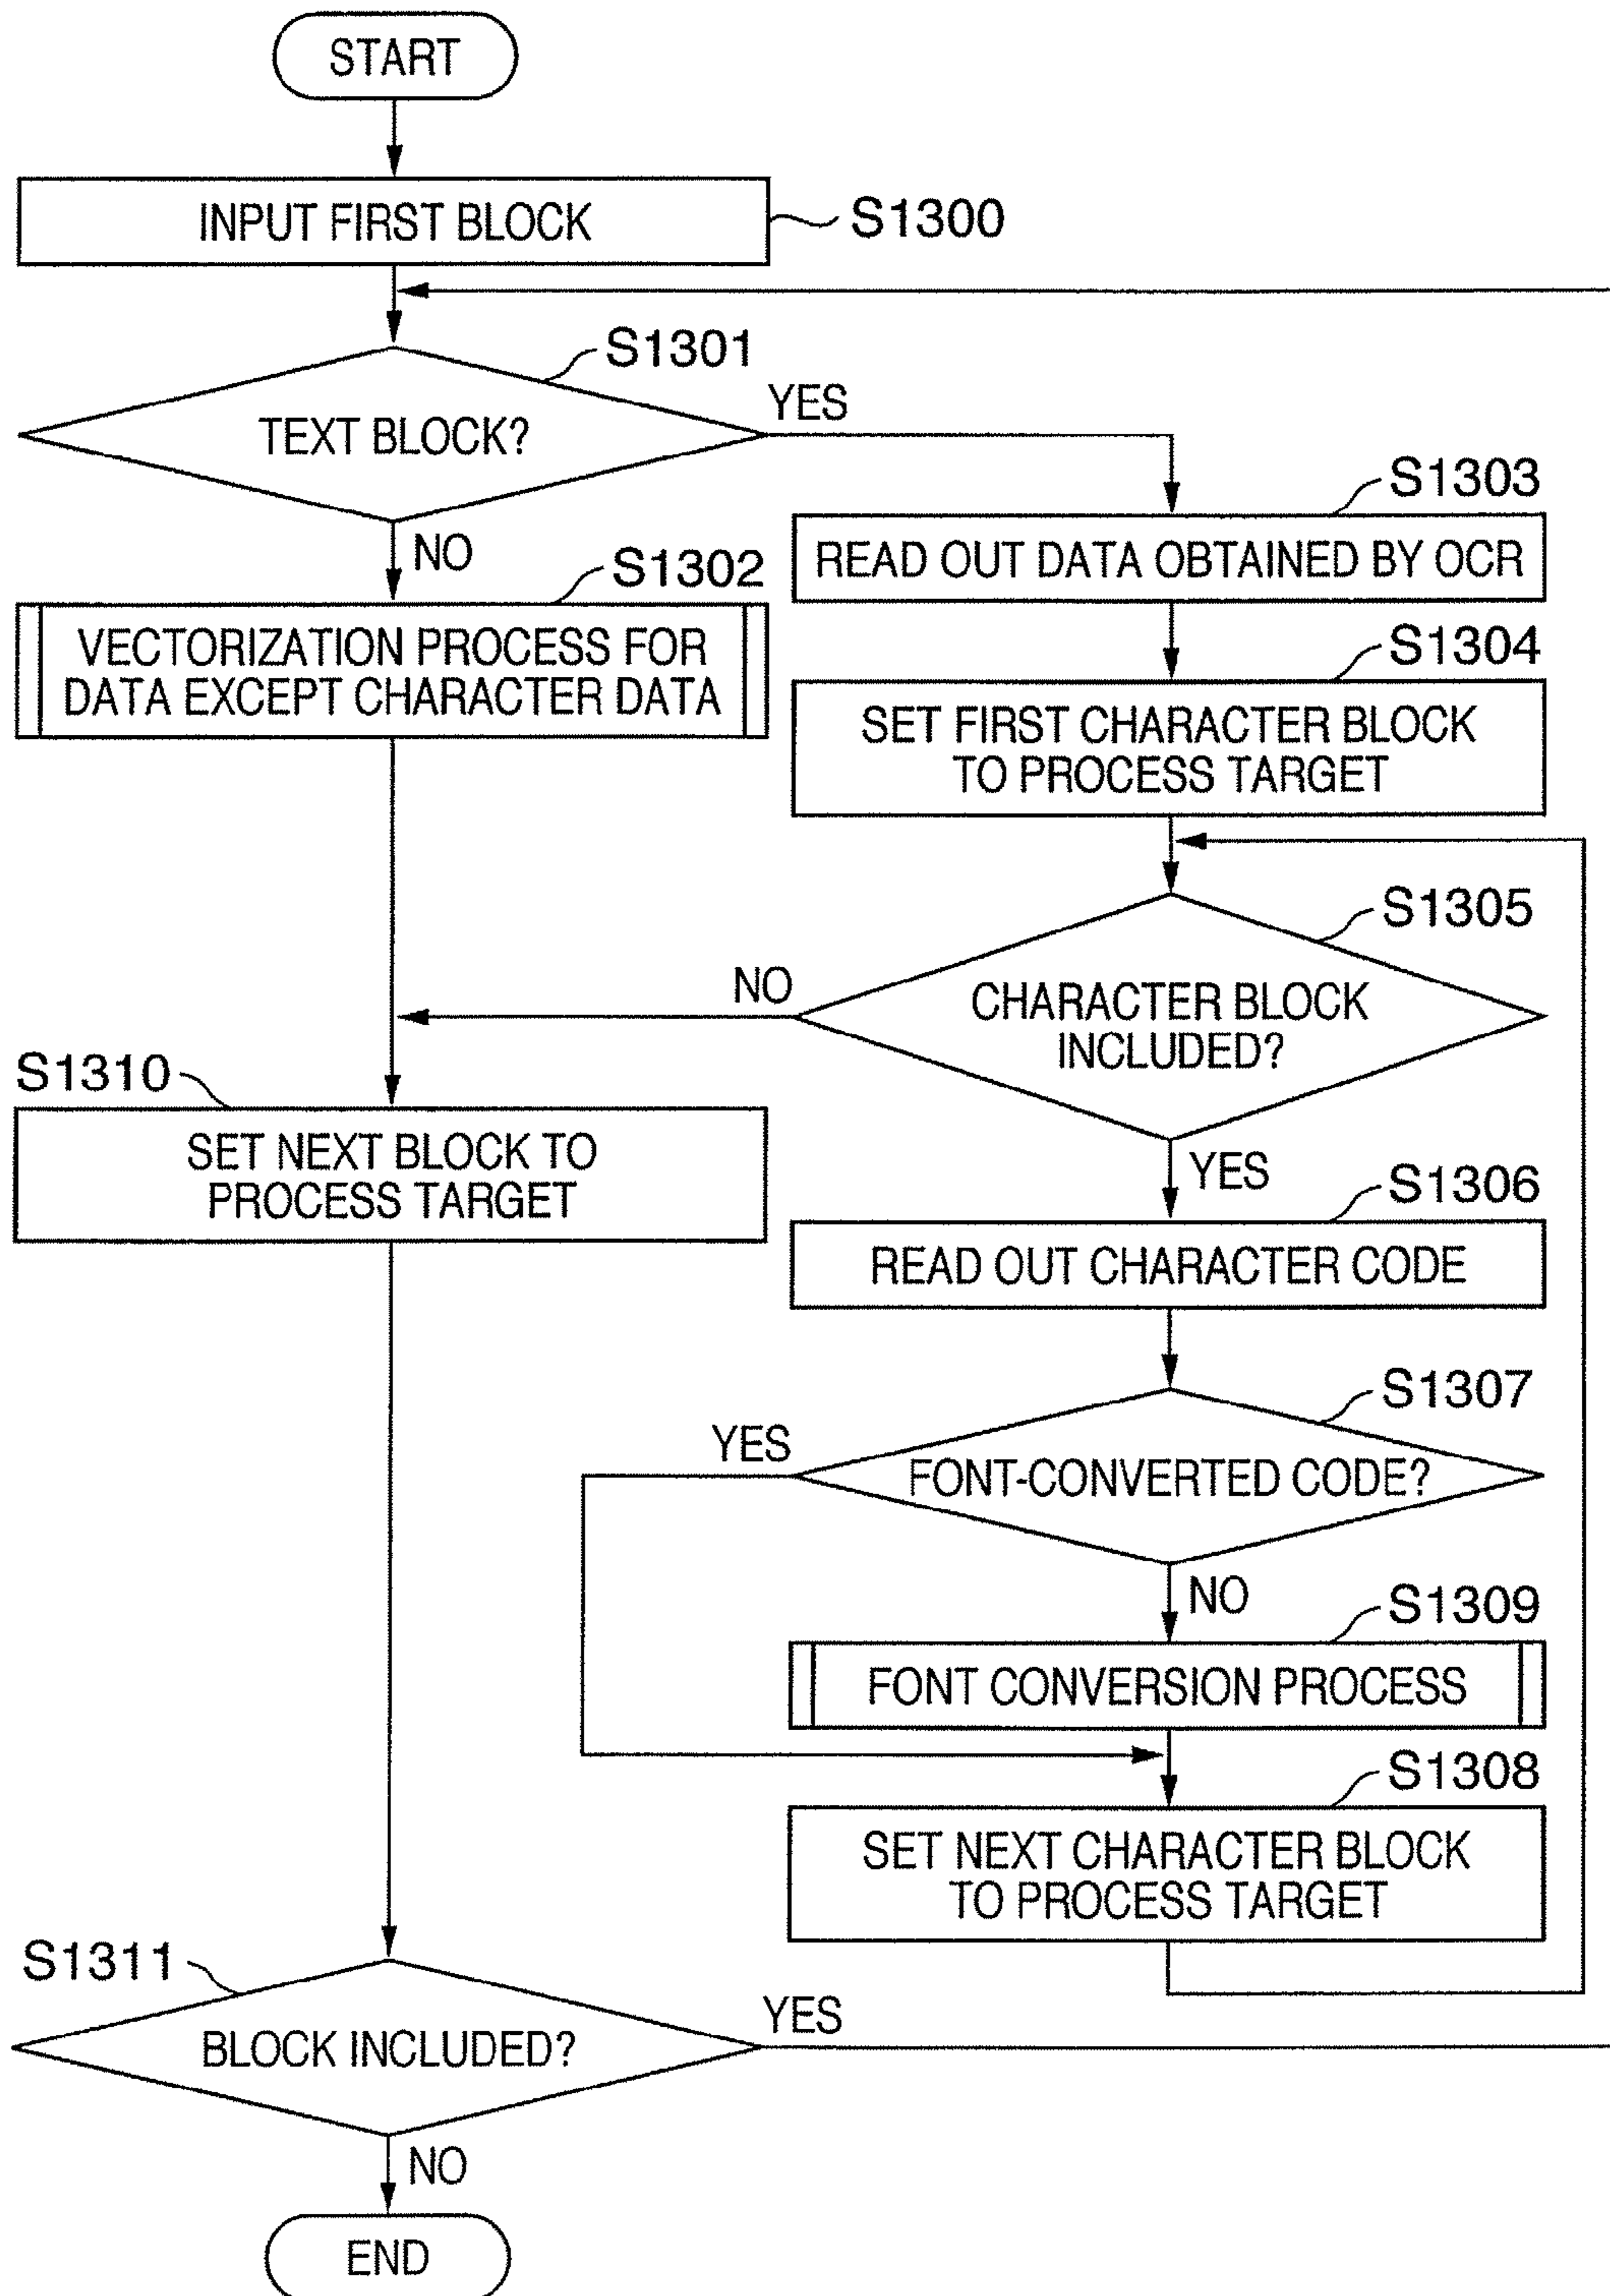 START
INPUT FIRST BLOCK
S1300
S1301
TEXT BLOCK?
YES
NO
S1302
VECTORIZATION PROCESS FOR
DATA EXCEPT CHARACTER DATA
S1303
READ OUT DATA OBTAINED BY OCR
S1304
SET FIRST CHARACTER BLOCK
TO PROCESS TARGET
S1305
CHARACTER BLOCK
INCLUDED?
NO
YES
S1306
READ OUT CHARACTER CODE
S1307
FONT-CONVERTED CODE?
YES
NO
S1309
FONT CONVERSION PROCESS
S1308
SET NEXT CHARACTER BLOCK
TO PROCESS TARGET
S1310
SET NEXT BLOCK TO
PROCESS TARGET
S1311
BLOCK INCLUDED?
YES
NO
END